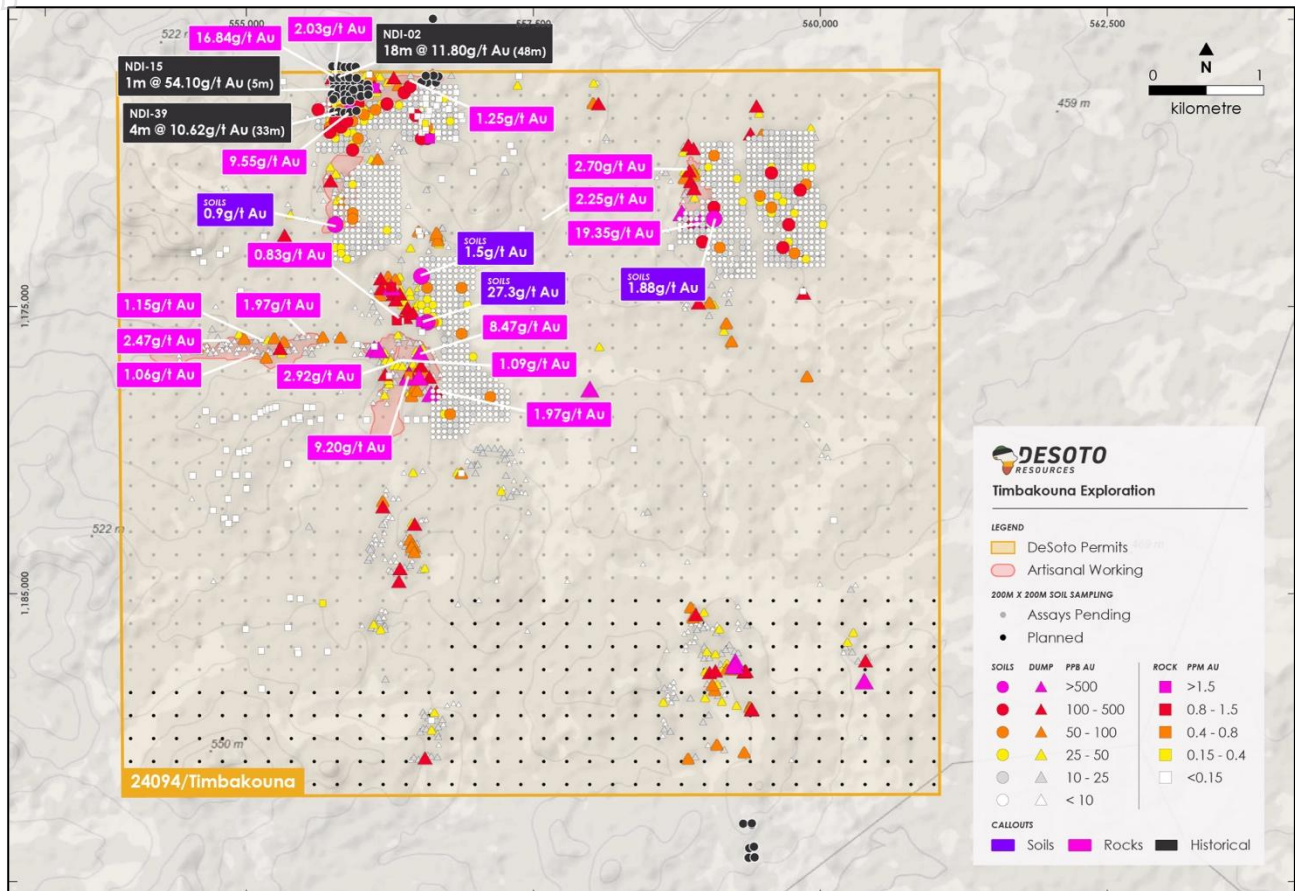 555,000
557,500
560,000
562,500
522 m
16.84g/t Au
2.03g/t Au
NDI-02
18m @ 11.80g/t Au (48m)
NDI-15
1m @ 54.10g/t Au (5m)
NDI-39
4m @ 10.62g/t Au (33m)
1.25g/t Au
9.55g/t Au
N
0 1
kilometre
459 m
2.70g/t Au
2.25g/t Au
19.35g/t Au
SOILS
0.9g/t Au
0.83g/t Au
SOILS
1.5g/t Au
SOILS
27.3g/t Au
SOILS
1.88g/t Au
1,175,000
1.15g/t Au
1.97g/t Au
2.47g/t Au
8.47g/t Au
1.06g/t Au
2.92g/t Au
1.09g/t Au
1.97g/t Au
9.20g/t Au
522 m
1,185,000
550 m
24094/Timbakouna
DESOTO
RESOURCES
Timbakouna Exploration
LEGEND
DeSoto Permits
Artisanal Working
200M X 200M SOIL SAMPLING
Assays Pending
Planned
SOILS DUMP PPB AU ROCK PPM AU
>500 >1.5
100 - 500 0.8 - 1.5
50 - 100 0.4 - 0.8
25 - 50 0.15 - 0.4
10 - 25 <0.15
< 10
CALLOUTS
Soils Rocks Historical